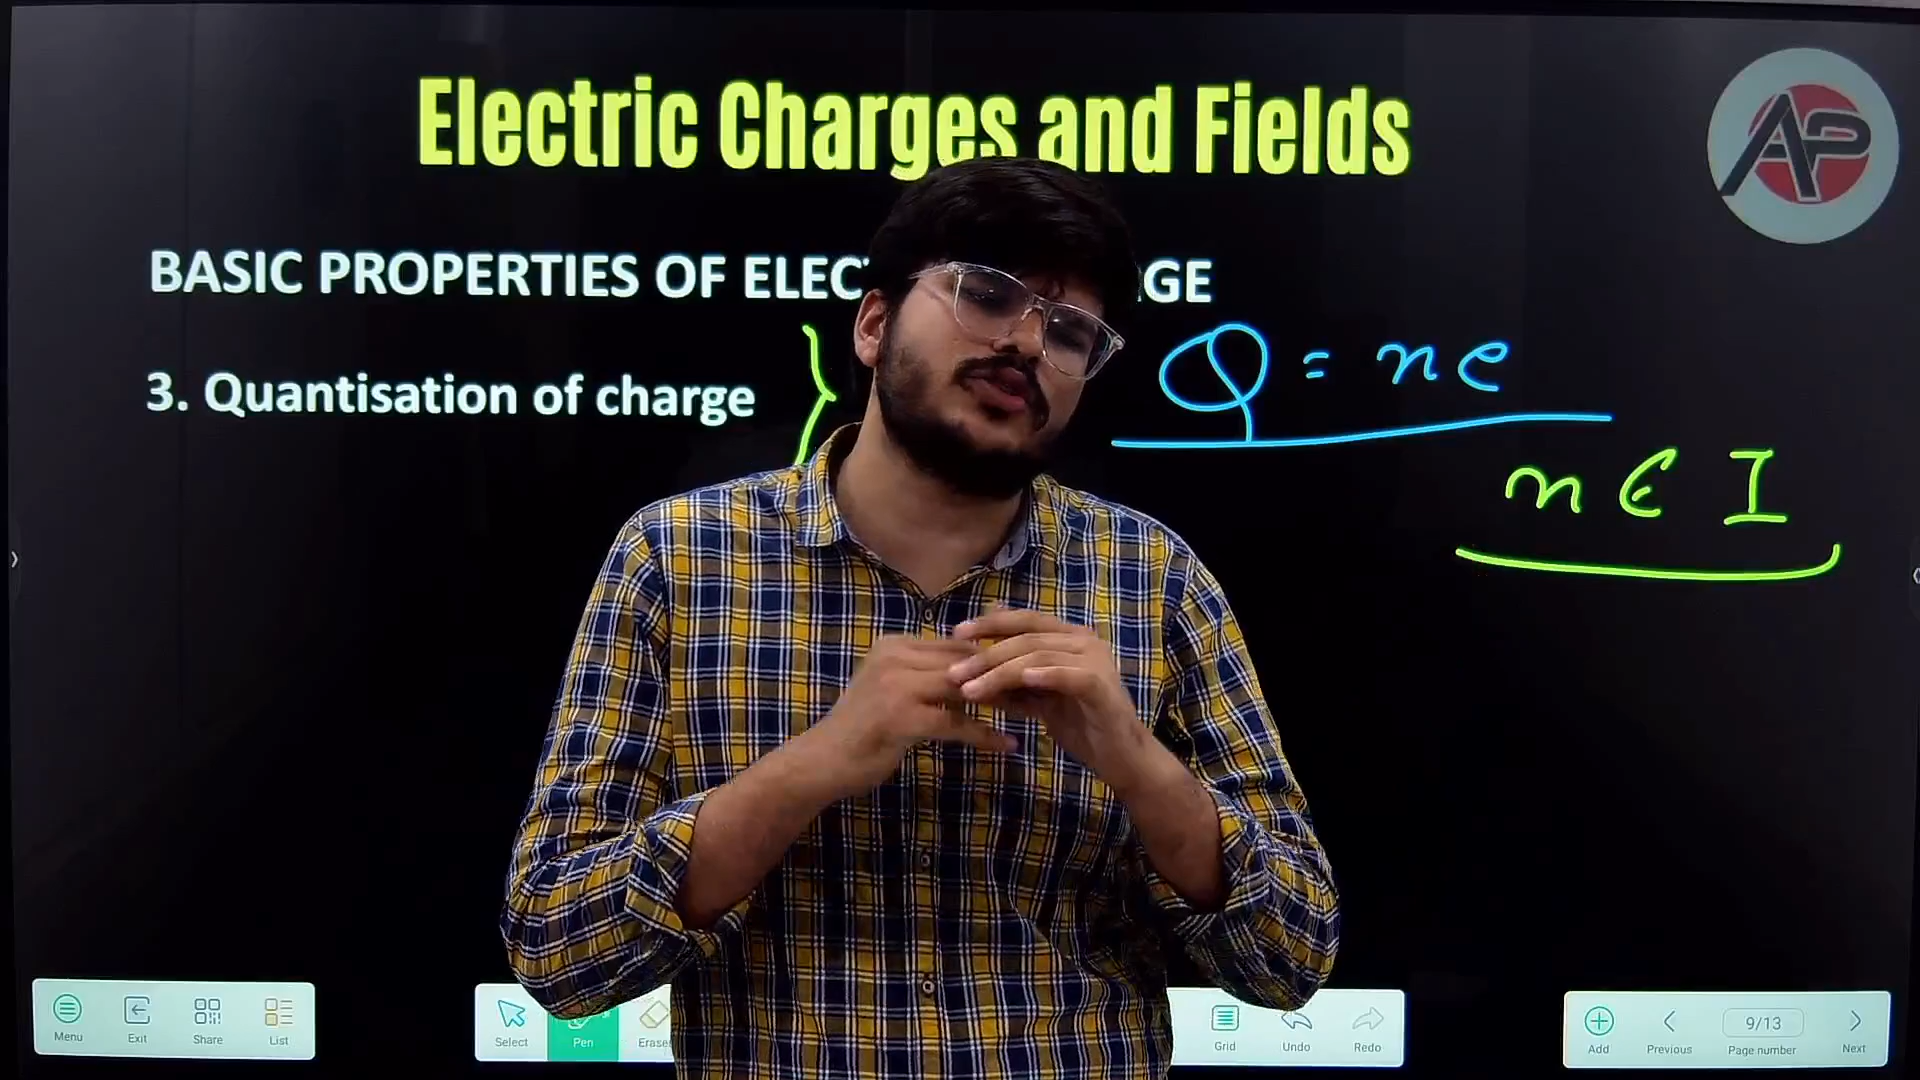 Electric Charges and Fields
AP
BASIC PROPERTIES OF GE
3. Quantisation of charge
Q = ne
n ∈ I
Menu
Exit
Share
List
Select
Pen
Grid
Undo
Redo
Add
Previous
9/13
Page number
Next